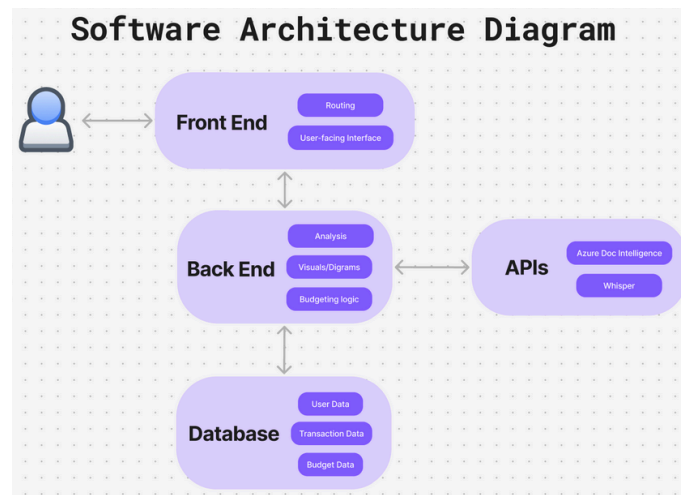 Software Architecture Diagram
Front End
Routing
User-facing Interface
Back End
Analysis
Visuals/Digrams
Budgeting logic
APIs
Azure Doc Intelligence
Whisper
Database
User Data
Transaction Data
Budget Data